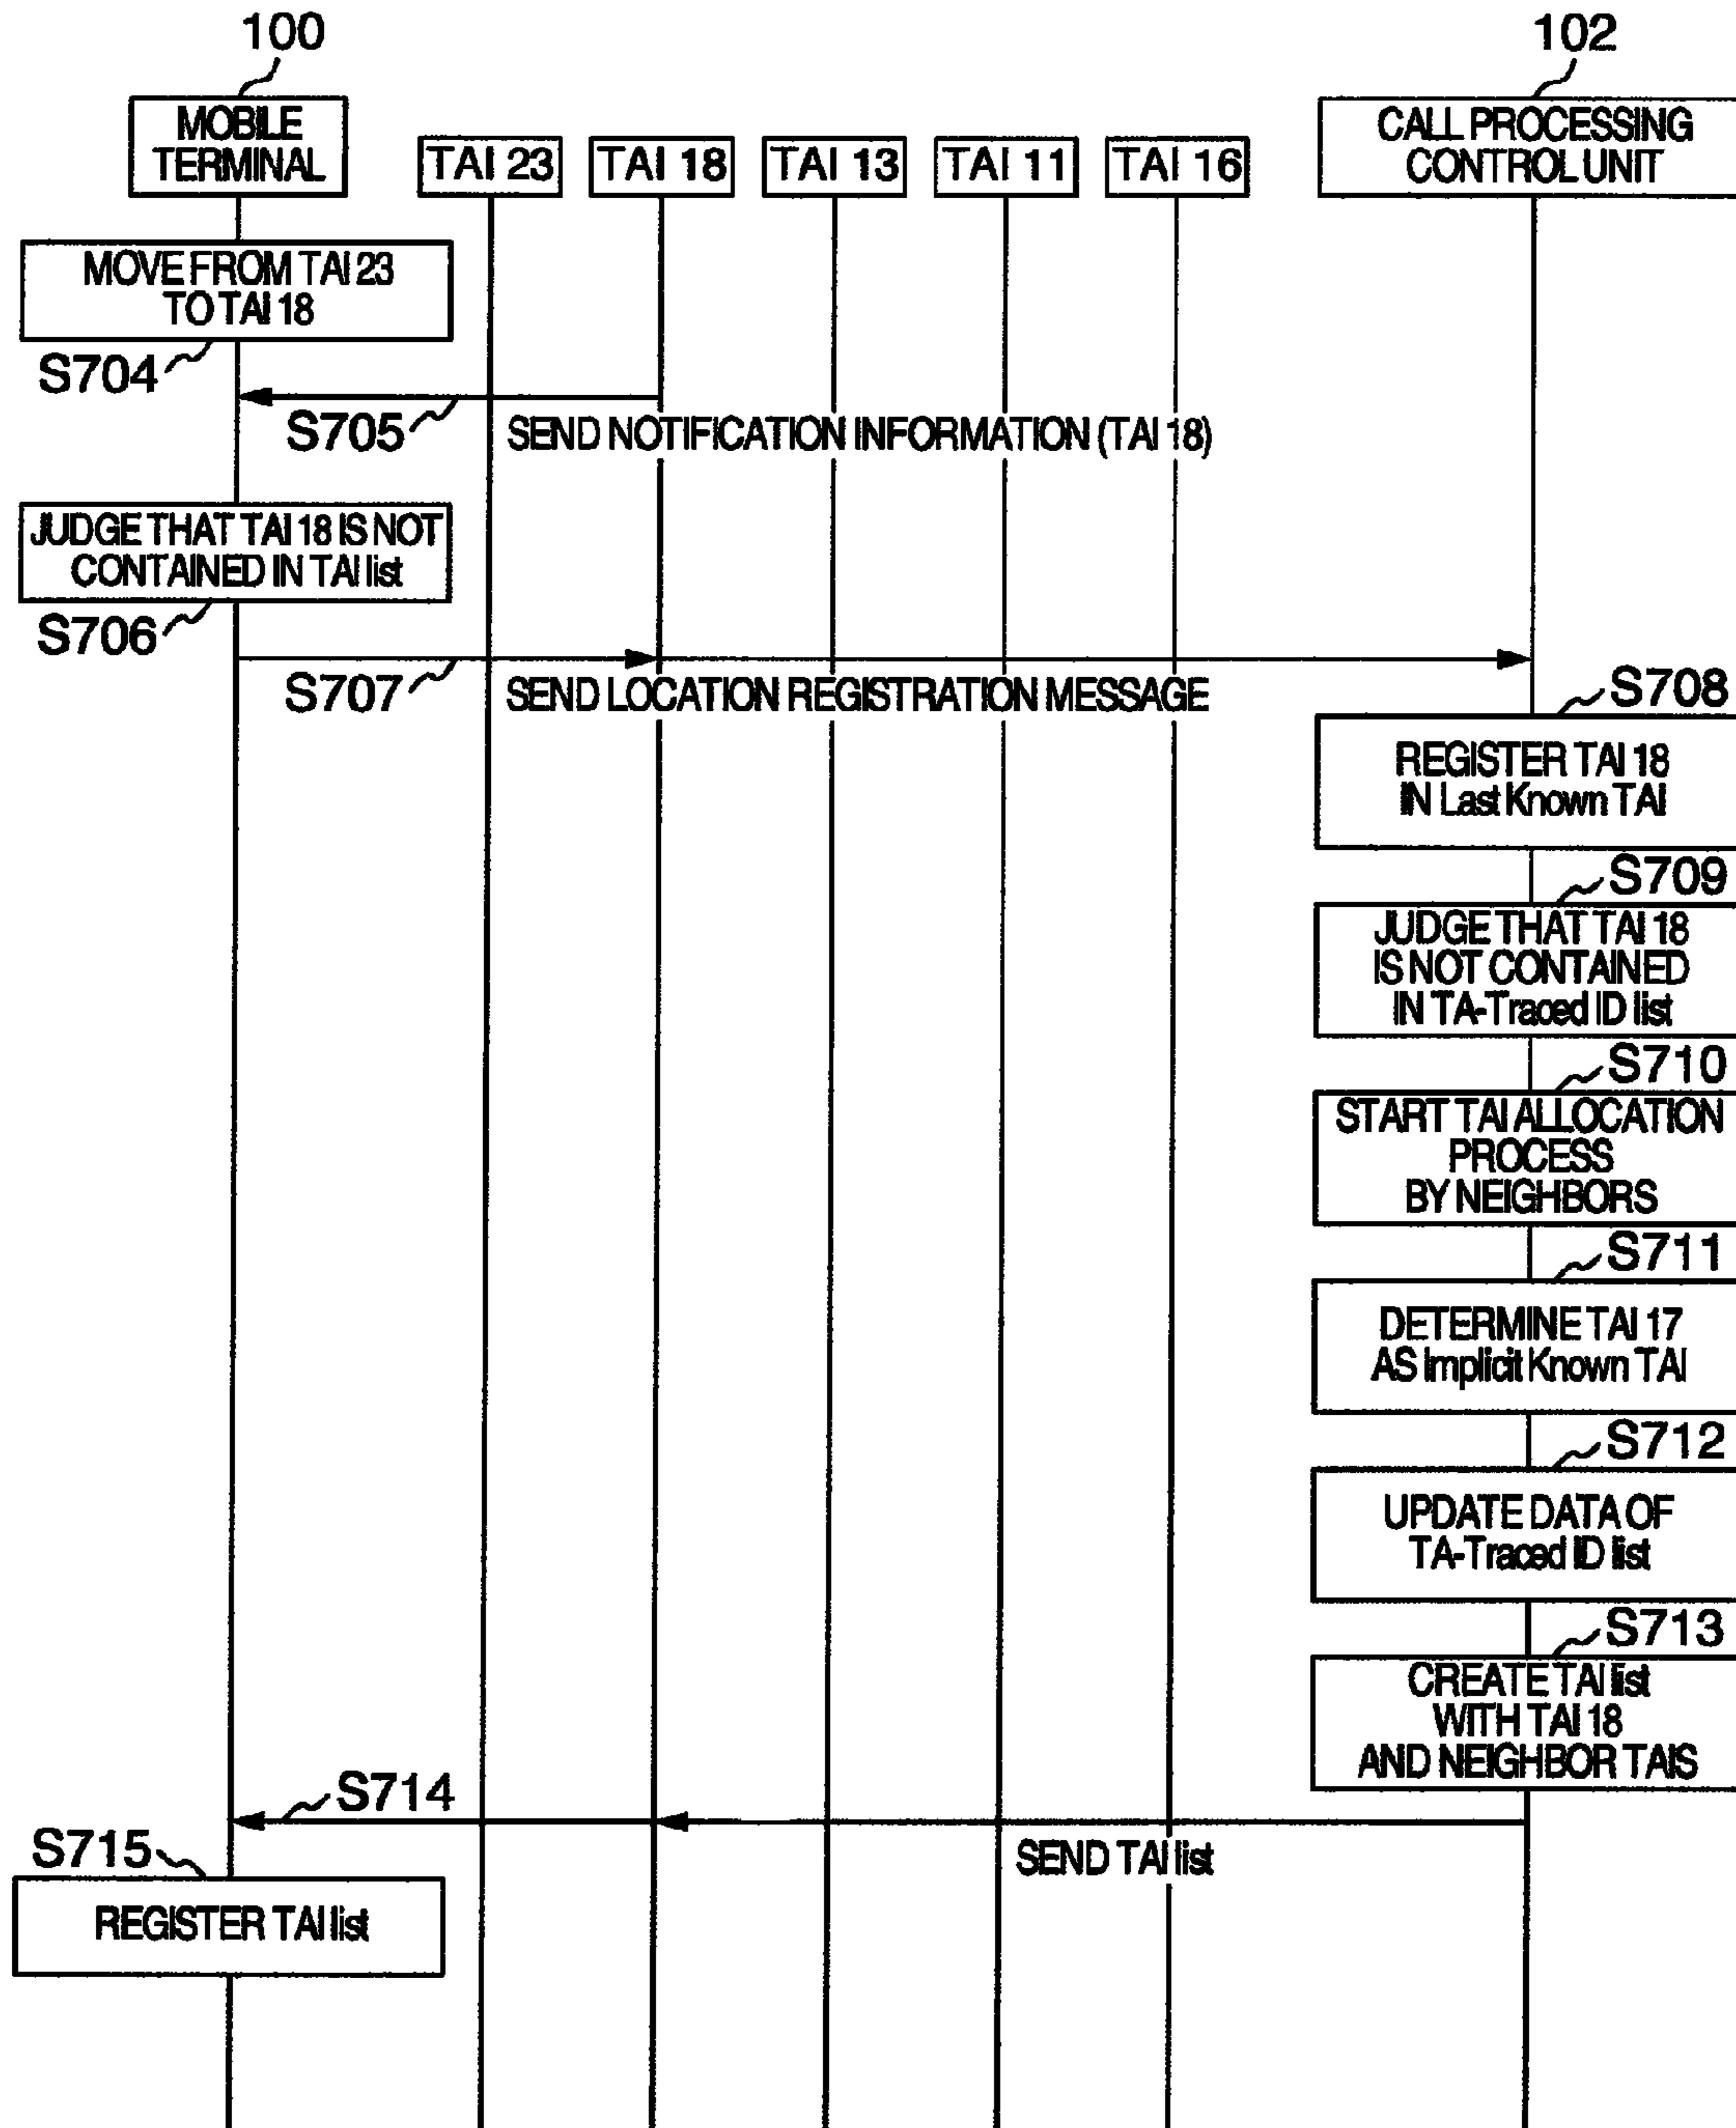 100
102
MOBILE
TERMINAL
TAI 23
TAI 18
TAI 13
TAI 11
TAI 16
CALL PROCESSING
CONTROL UNIT
MOVE FROM TAI 23
TO TAI 18
S704
S705
SEND NOTIFICATION INFORMATION (TAI 18)
JUDGE THAT TAI 18 IS NOT
CONTAINED IN TAI list
S706
S707
SEND LOCATION REGISTRATION MESSAGE
S708
REGISTER TAI 18
IN Last Known TAI
S709
JUDGE THAT TAI 18
IS NOT CONTAINED
IN TA-Traced ID list
S710
START TAI ALLOCATION
PROCESS
BY NEIGHBORS
S711
DETERMINE TAI 17
AS Implicit Known TAI
S712
UPDATE DATA OF
TA-Traced ID list
S713
CREATE TAI list
WITH TAI 18
AND NEIGHBOR TAIS
S714
SEND TAI list
S715
REGISTER TAI list